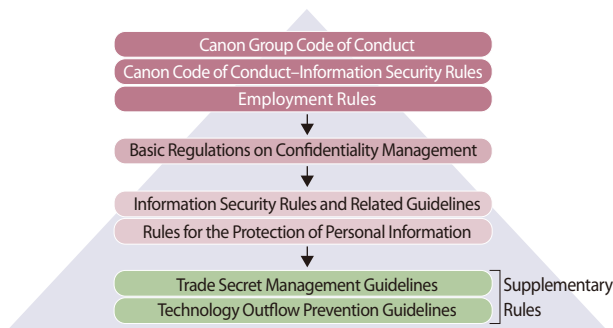 Canon Group Code of Conduct
Canon Code of Conduct–Information Security Rules
Employment Rules
Basic Regulations on Confidentiality Management
Information Security Rules and Related Guidelines
Rules for the Protection of Personal Information
Trade Secret Management Guidelines
Technology Outflow Prevention Guidelines
Supplementary
Rules